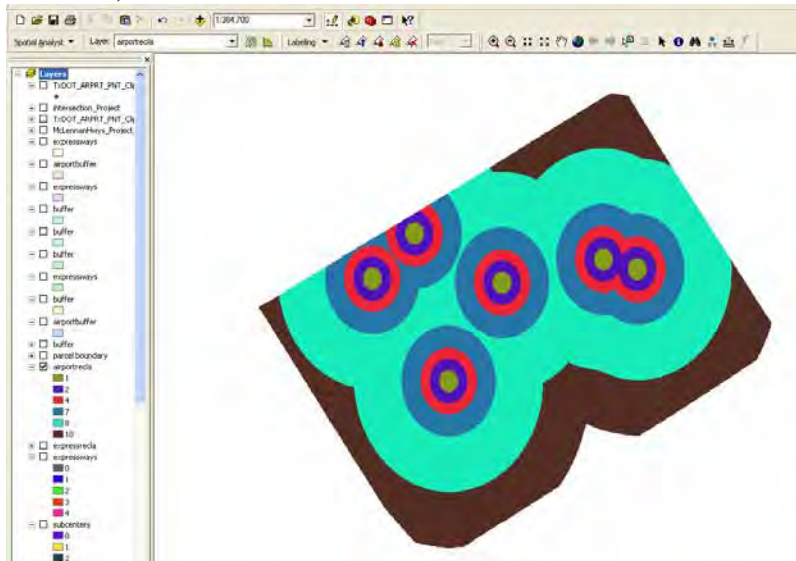 1:384,700
Spatial Analyst Layer: airportrecla Labeling
Layers
TxDOT_ARPRT_PNT_Clip
intersection_Project
TxDOT_ARPRT_PNT_Clip
McLennanHwys_Project
expressways
airportbuffer
expressways
buffer
buffer
buffer
expressways
buffer
airportbuffer
buffer
parcel boundary
airportrecla
1
2
4
7
8
10
expressrecla
expressways
0
1
2
3
4
subcenters
0
1
2